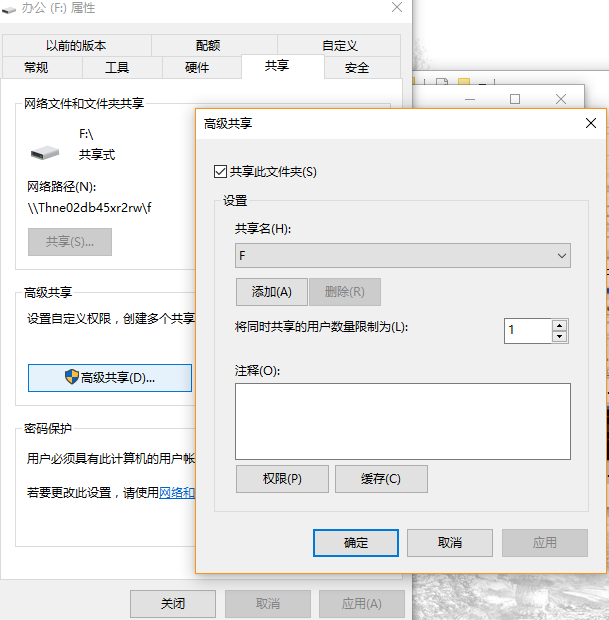 办公 (F:) 属性
以前的版本
配额
自定义
常规
工具
硬件
共享
安全
网络文件和文件夹共享
F:\
共享式
网络路径(N):
\\Thne02db45xr2rw\f
共享(S)...
高级共享
设置自定义权限，创建多个共享
高级共享(D)...
密码保护
用户必须具有此计算机的用户帐
若要更改此设置，请使用网络和
关闭
取消
应用(A)
高级共享
共享此文件夹(S)
设置
共享名(H):
F
添加(A)
删除(R)
将同时共享的用户数量限制为(L):
1
注释(O):
权限(P)
缓存(C)
确定
取消
应用